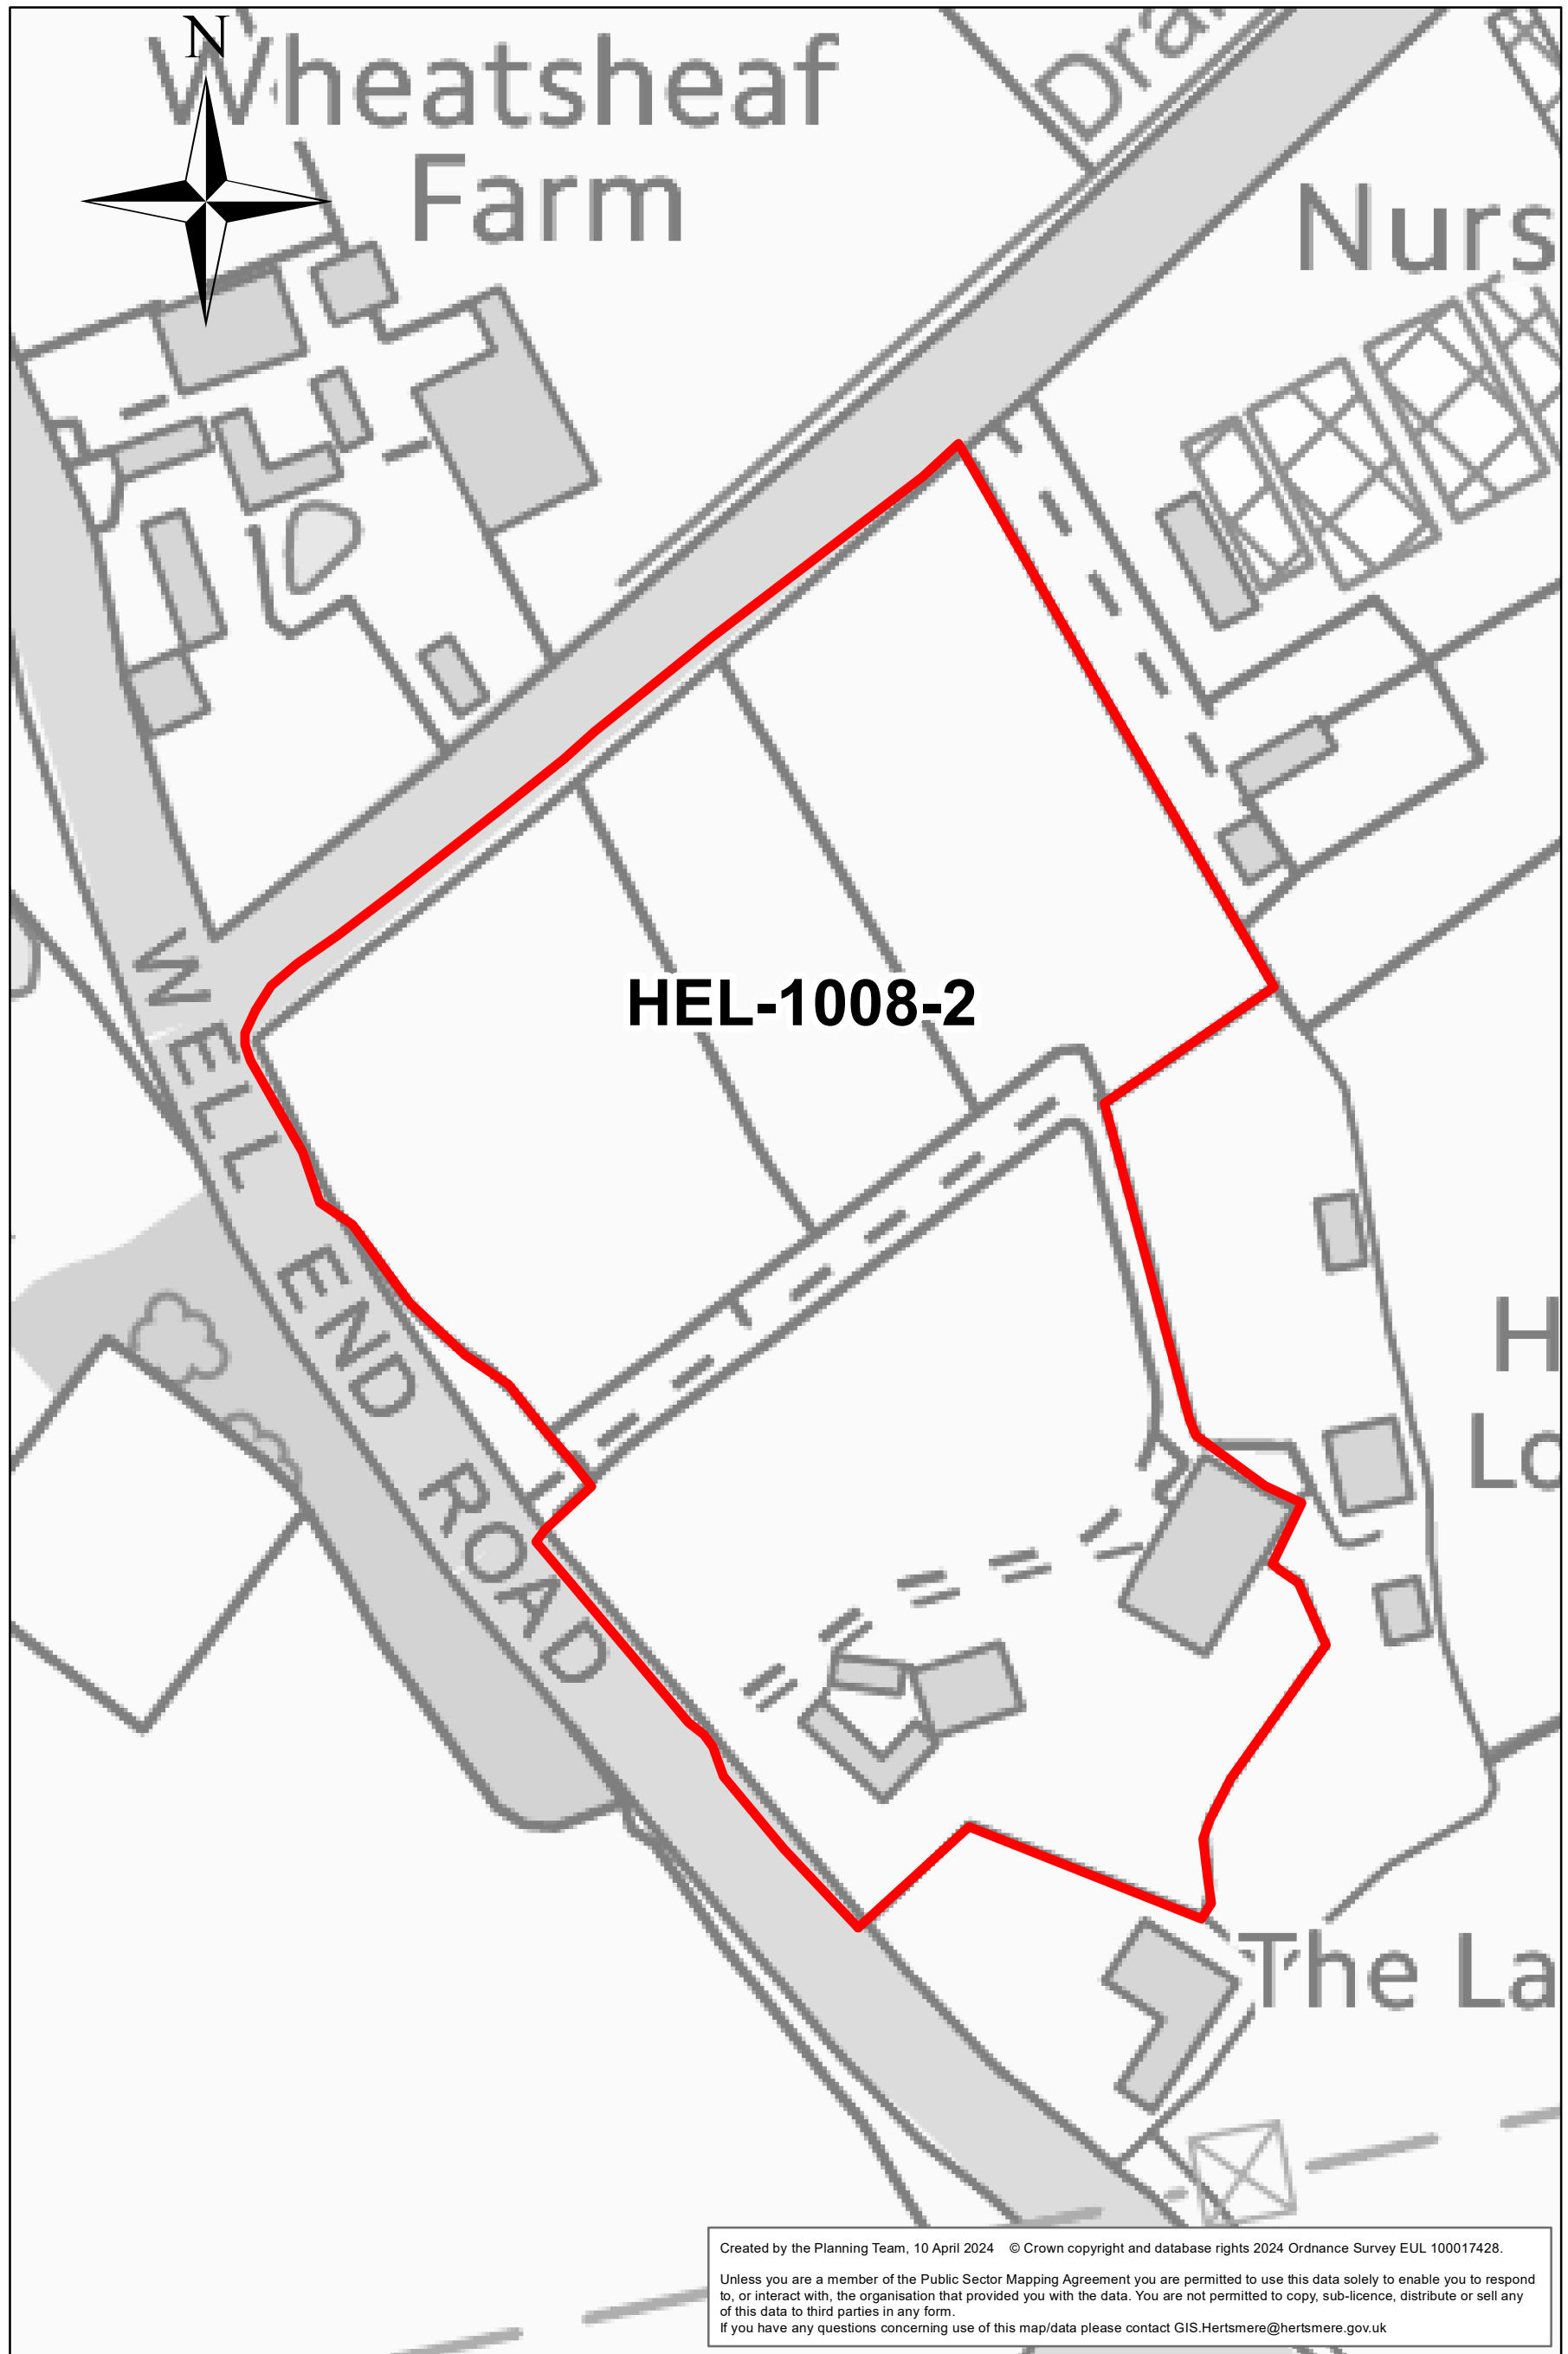 N
Wheatsheaf
Farm
Nurs
HEL-1008-2
WELL END ROAD
H
Lo
The La
Created by the Planning Team, 10 April 2024    © Crown copyright and database rights 2024 Ordnance Survey EUL 100017428.
Unless you are a member of the Public Sector Mapping Agreement you are permitted to use this data solely to enable you to respond
to, or interact with, the organisation that provided you with the data. You are not permitted to copy, sub-licence, distribute or sell any
of this data to third parties in any form.
If you have any questions concerning use of this map/data please contact GIS.Hertsmere@hertsmere.gov.uk